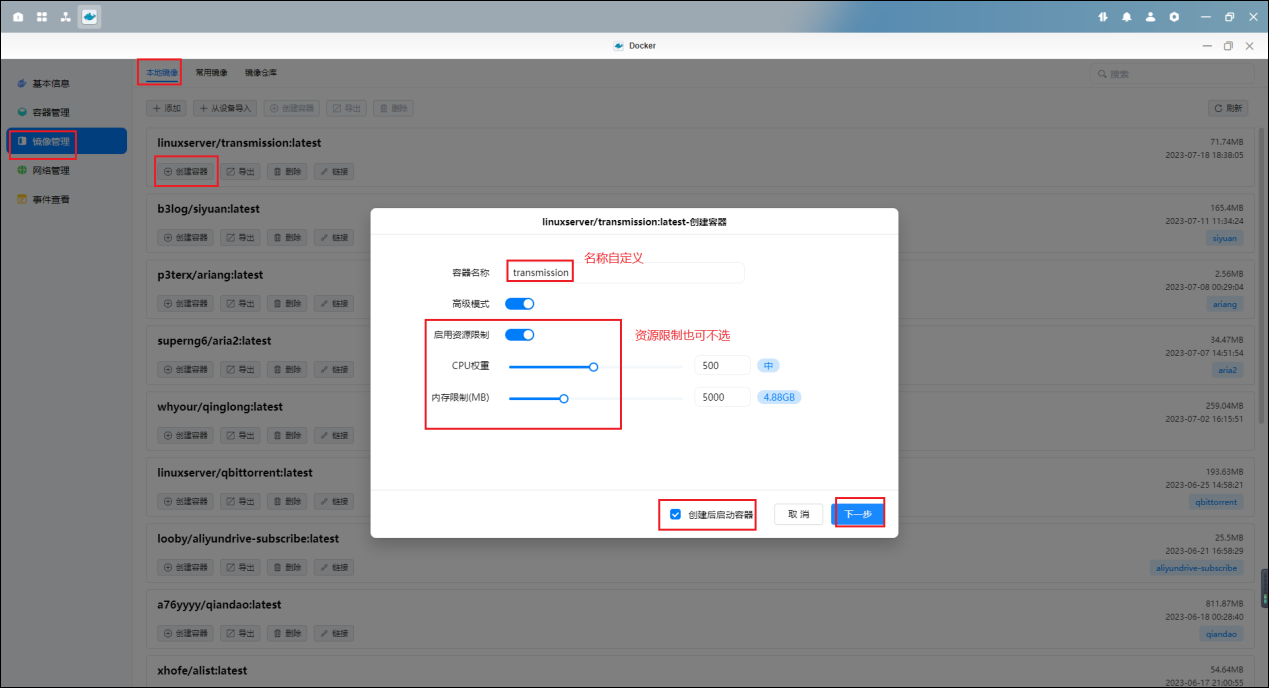 Docker
基本信息
容器管理
镜像管理
网络管理
事件查看
本地镜像 常用镜像 镜像仓库
搜索
添加 从设备导入 创建容器 导出 删除
刷新
linuxserver/transmission:latest
71.74MB
2023-07-18 18:38:05
创建容器 导出 删除 链接
b3log/siyuan:latest
165.4MB
2023-07-11 11:34:24
创建容器 导出 删除 链接
siyuan
p3terx/ariang:latest
2.56MB
2023-07-08 00:29:04
创建容器 导出 删除 链接
ariang
superng6/aria2:latest
34.47MB
2023-07-07 14:51:54
创建容器 导出 删除 链接
aria2
whyour/qinglong:latest
259.04MB
2023-07-02 16:15:51
创建容器 导出 删除 链接
linuxserver/qbittorrent:latest
193.63MB
2023-06-25 14:58:21
创建容器 导出 删除 链接
qbittorrent
looby/aliyundrive-subscribe:latest
25.5MB
2023-06-21 16:58:29
创建容器 导出 删除 链接
aliyundrive-subscribe
a76yyyy/qiandao:latest
811.87MB
2023-06-18 00:28:40
创建容器 导出 删除 链接
qiandao
xhofe/alist:latest
54.64MB
2023-06-17 21:00:55
linuxserver/transmission:latest-创建容器
名称自定义
容器名称 transmission
高级模式
启用资源限制
资源限制也可不选
CPU权重 500 中
内存限制(MB) 5000 4.88GB
创建后启动容器 取消 下一步